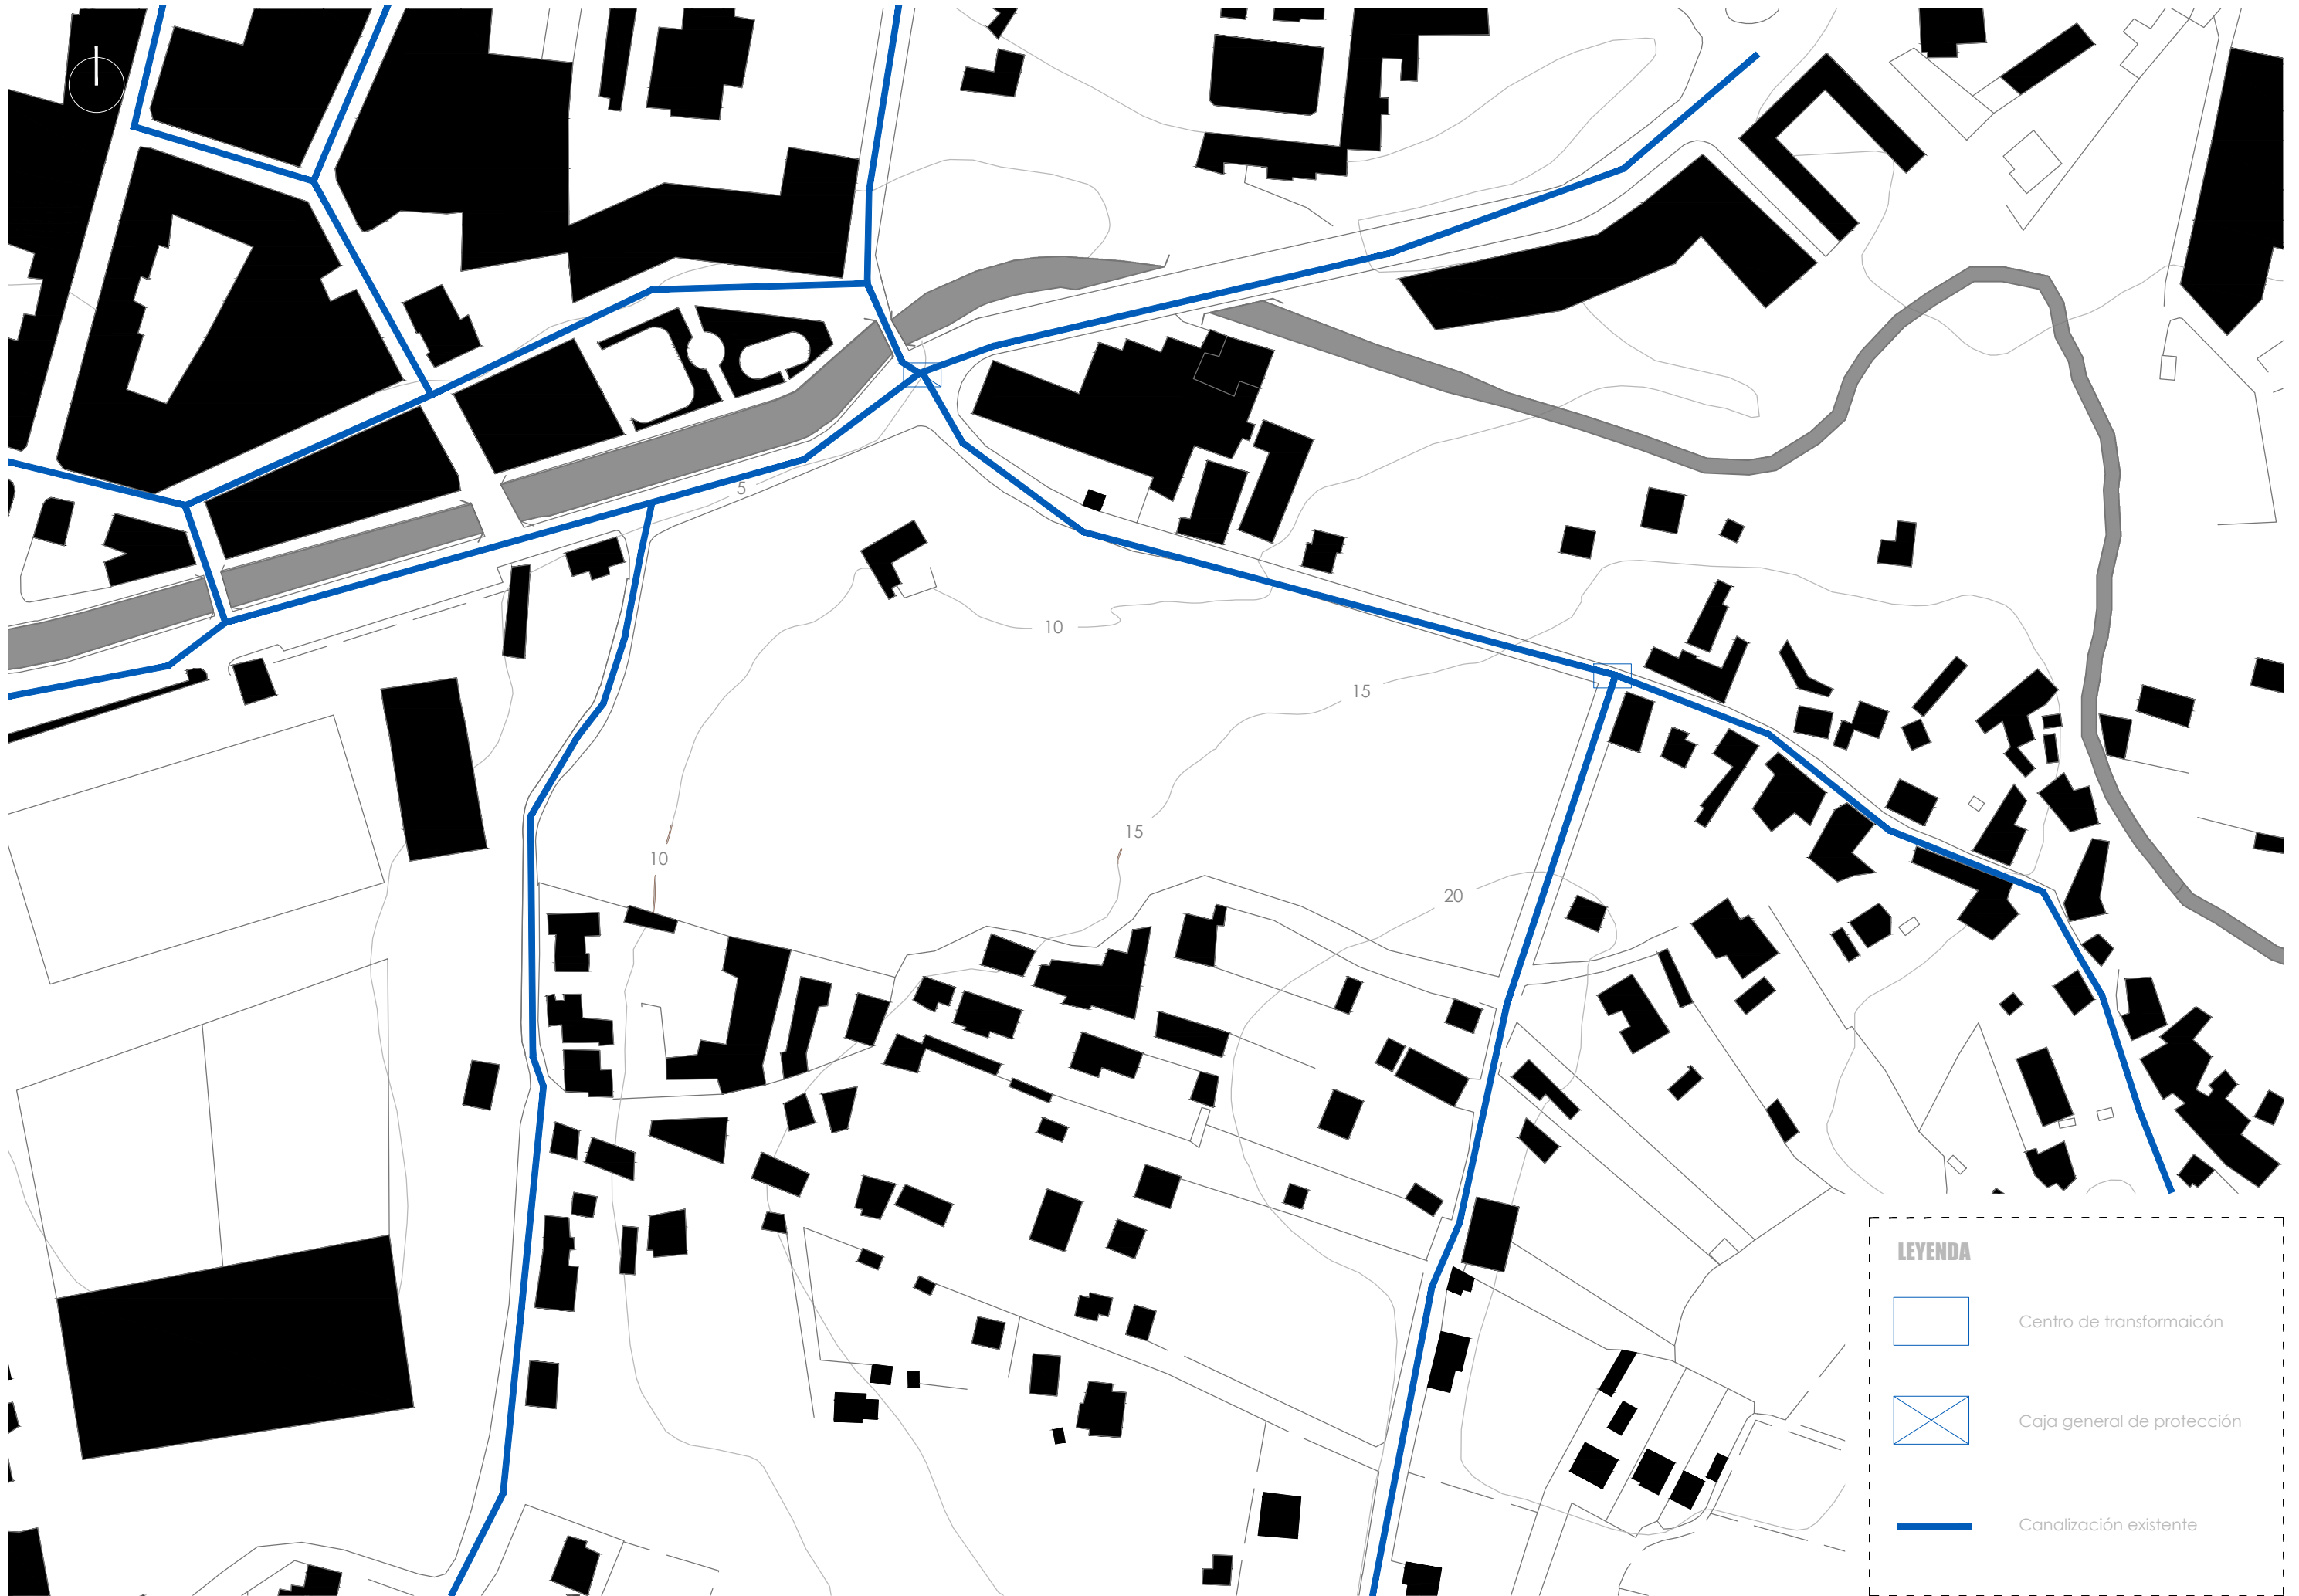 5
10
15
15
10
20
LEYENDA
Centro de transformaicón
Caja general de protección
Canalización existente